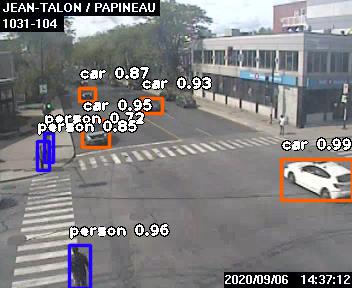 JEAN-TALON / PAPINEAU
1031-104
car 0.87
car 0.93
car 0.95
person 0.72
person 0.85
car 0.99
person 0.96
2020/09/06 14:37:12